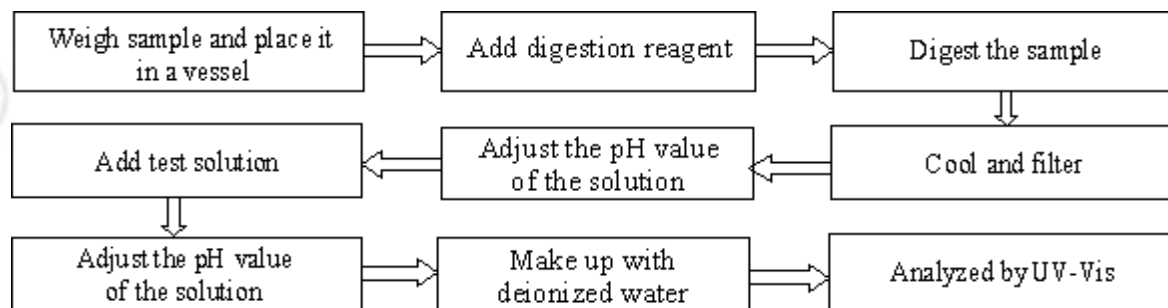 Weigh sample and place it
in a vessel
Add digestion reagent
Digest the sample
Cool and filter
Adjust the pH value
of the solution
Add test solution
Adjust the pH value
of the solution
Make up with
deionized water
Analyzed by UV-Vis